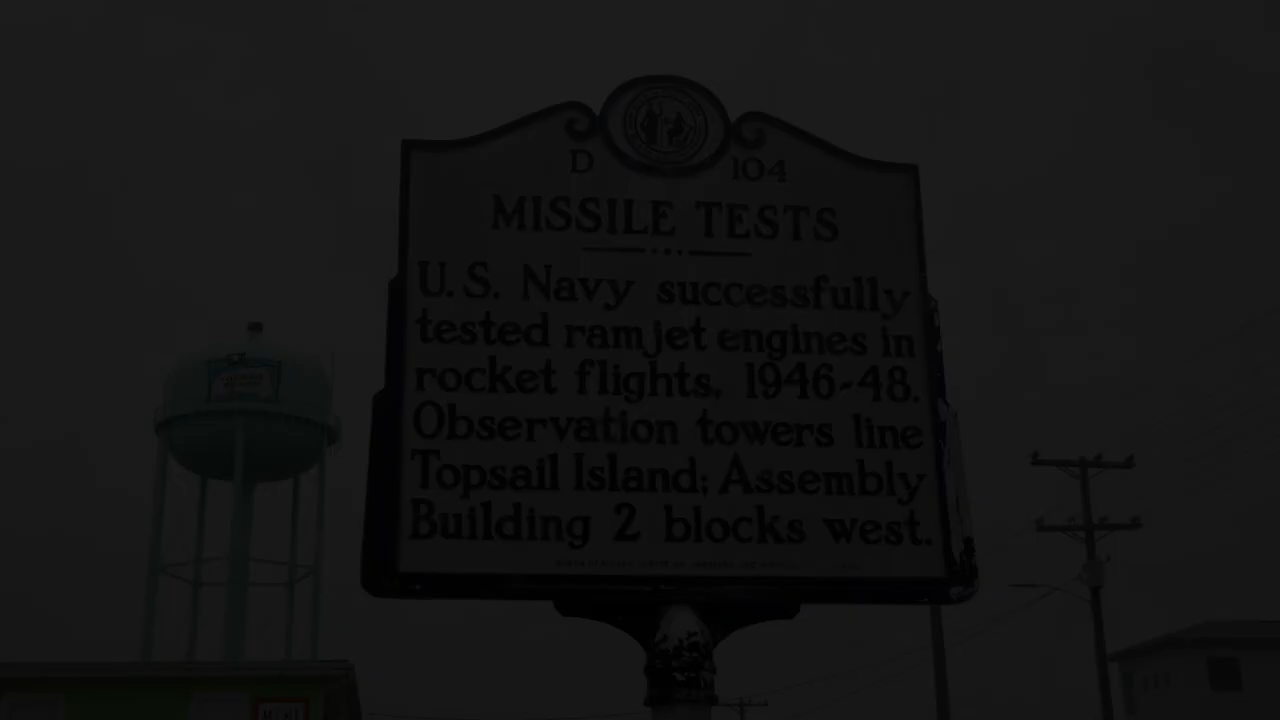 D 104
MISSILE TESTS
U.S. Navy successfully
tested ramjet engines in
rocket flights, 1946-48.
Observation towers line
Topsail Island; Assembly
Building 2 blocks west.
MENU